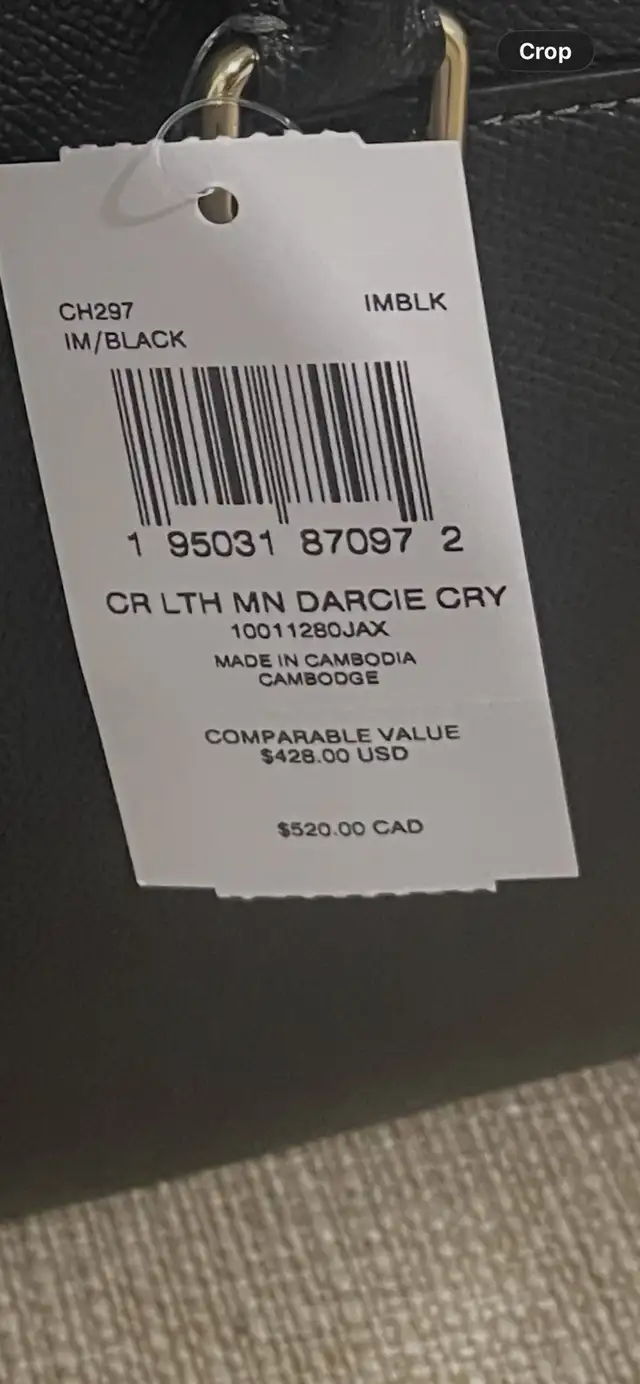 Crop
CH297 IMBLK
IM/BLACK
1 95031 87097 2
CR LTH MN DARCIE CRY
10011280JAX
MADE IN CAMBODIA
CAMBODGE
COMPARABLE VALUE
$428.00 USD
$520.00 CAD